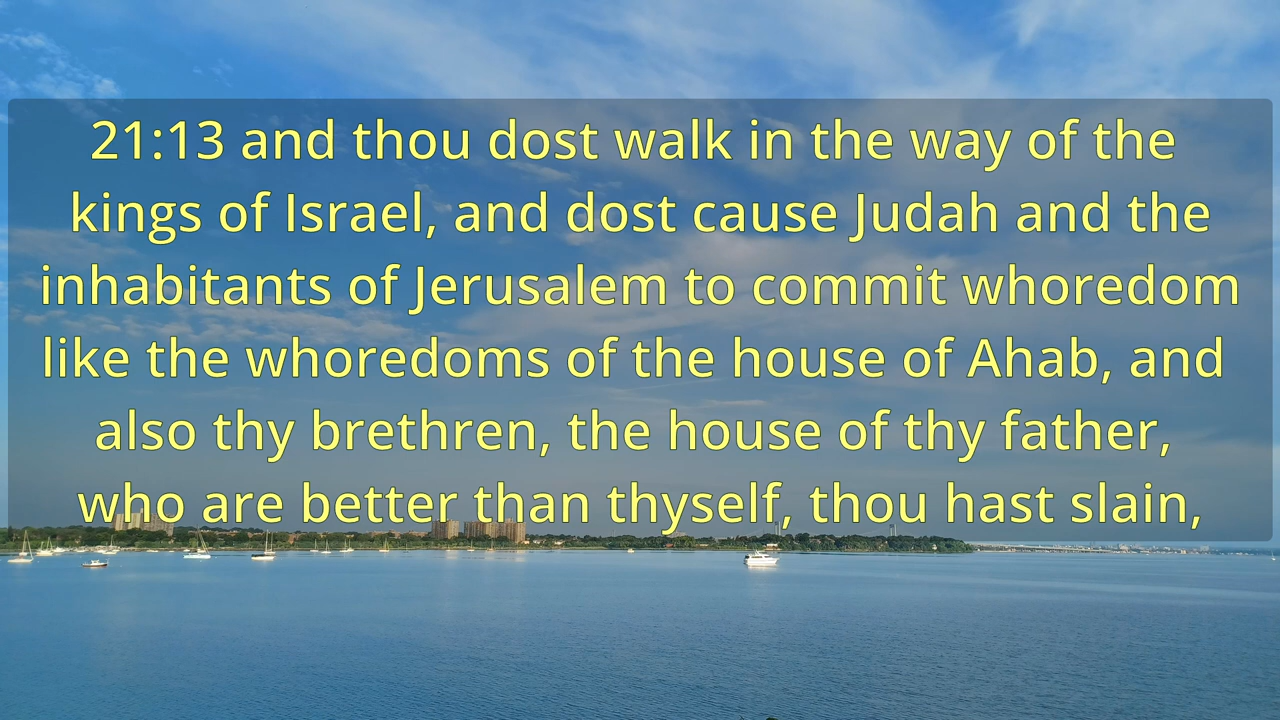 21:13 and thou dost walk in the way of the
kings of Israel, and dost cause Judah and the
inhabitants of Jerusalem to commit whoredom
like the whoredoms of the house of Ahab, and
also thy brethren, the house of thy father,
who are better than thyself, thou hast slain,